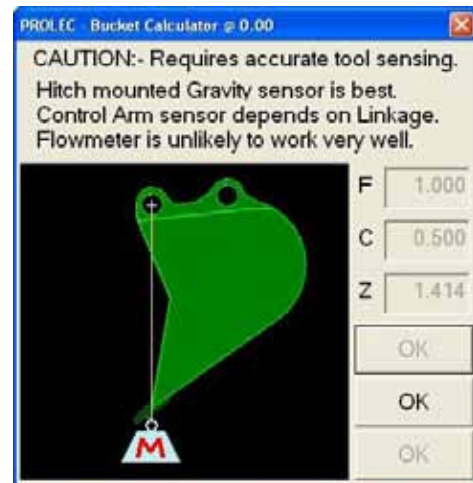 PROLEC - Bucket Calculator @ 0.00
CAUTION:- Requires accurate tool sensing.
Hitch mounted Gravity sensor is best.
Control Arm sensor depends on Linkage.
Flowmeter is unlikely to work very well.
F 1.000
C 0.500
Z 1.414
OK
OK
OK
M